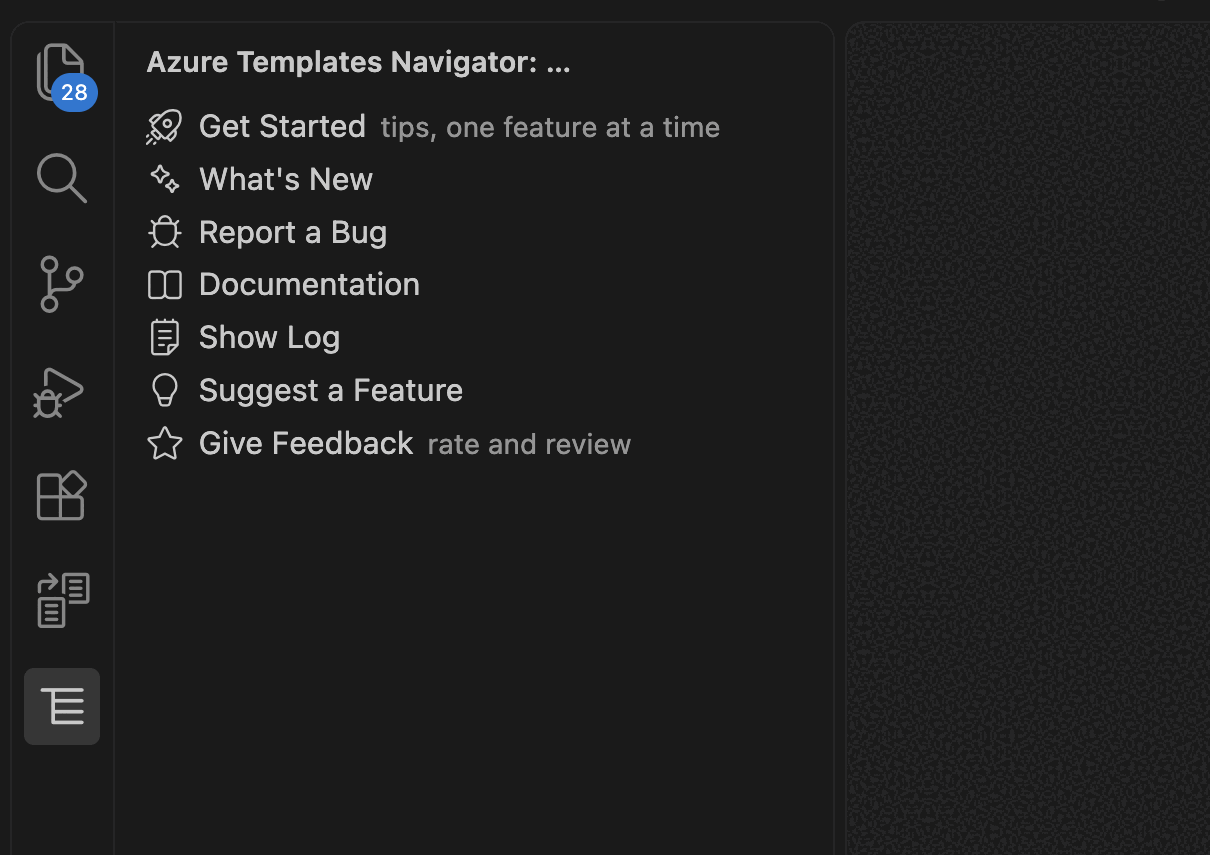 28
Azure Templates Navigator: ...
Get Started tips, one feature at a time
What's New
Report a Bug
Documentation
Show Log
Suggest a Feature
Give Feedback rate and review